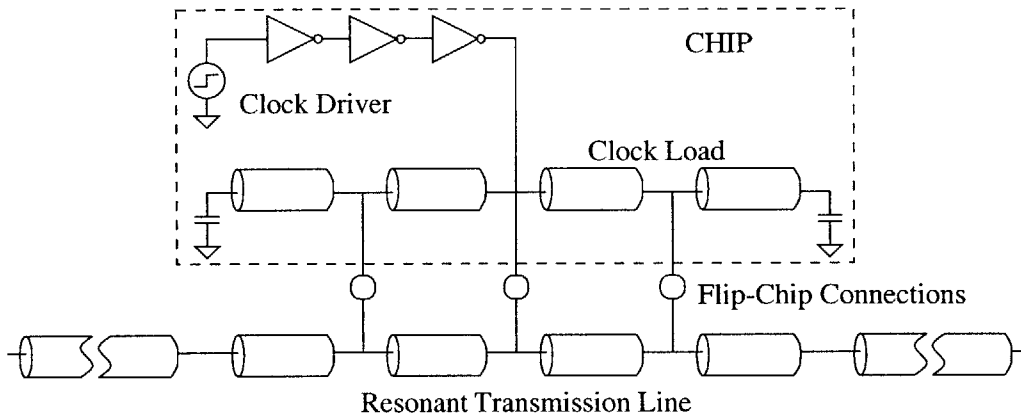 CHIP
Clock Driver
Clock Load
Flip-Chip Connections
Resonant Transmission Line